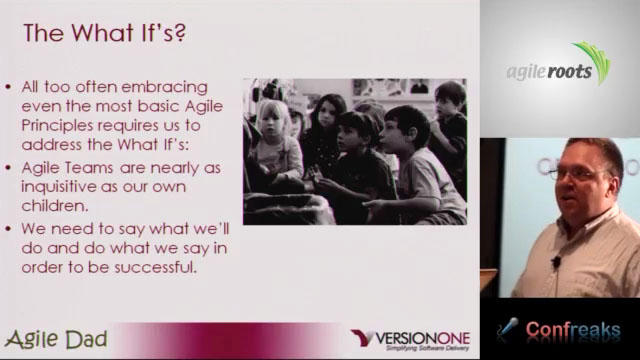 The What If's?
• All too often embracing
even the most basic Agile
Principles requires us to
address the What If's:
• Agile Teams are nearly as
inquisitive as our own
children.
• We need to say what we'll
do and do what we say in
order to be successful.
Agile Dad
VERSIONONE
Simplifying Software Delivery
agileroots
Confreaks